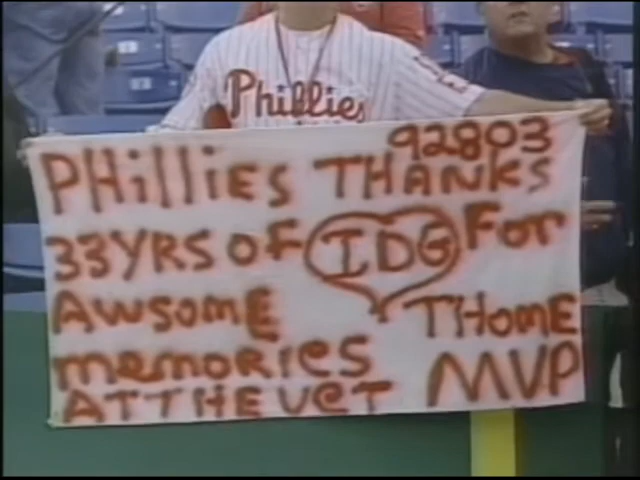 Phillies
92803
PHilliES THANKS
33YRS OF IDG For
AwSomE THomE
memories MVP
ATTHEVET